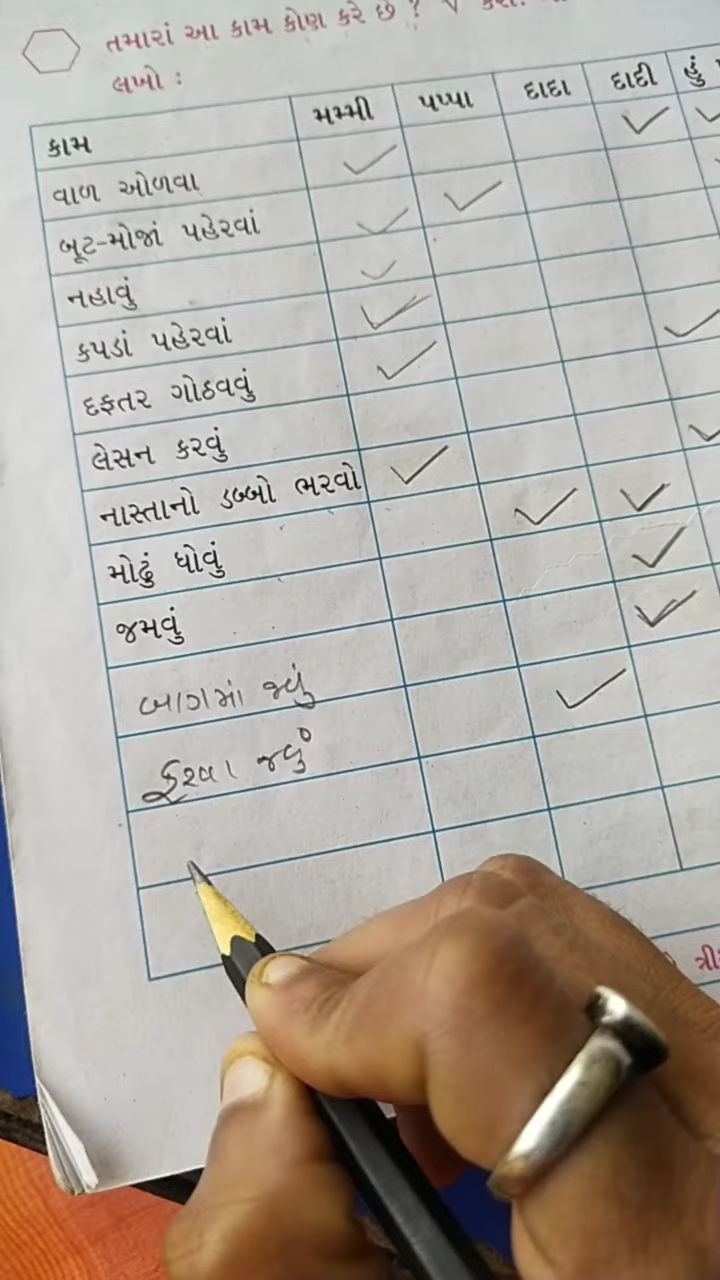 તમારાં આ કામ કોણ કરે છે ? ✓
લખો :
કામ મમ્મી પપ્પા દાદા દાદી હું
વાળ ઓળવા ✓ ✓ ✓
બૂટ-મોજાં પહેરવાં ✓ ✓
નહાવું ✓
કપડાં પહેરવાં ✓
દફતર ગોઠવવું ✓ ✓
લેસન કરવું
નાસ્તાનો ડબ્બો ભરવો ✓ ✓
મોઢું ધોવું ✓ ✓
જમવું ✓
બાગમાં જવું ✓
ફરવા જવું ✓